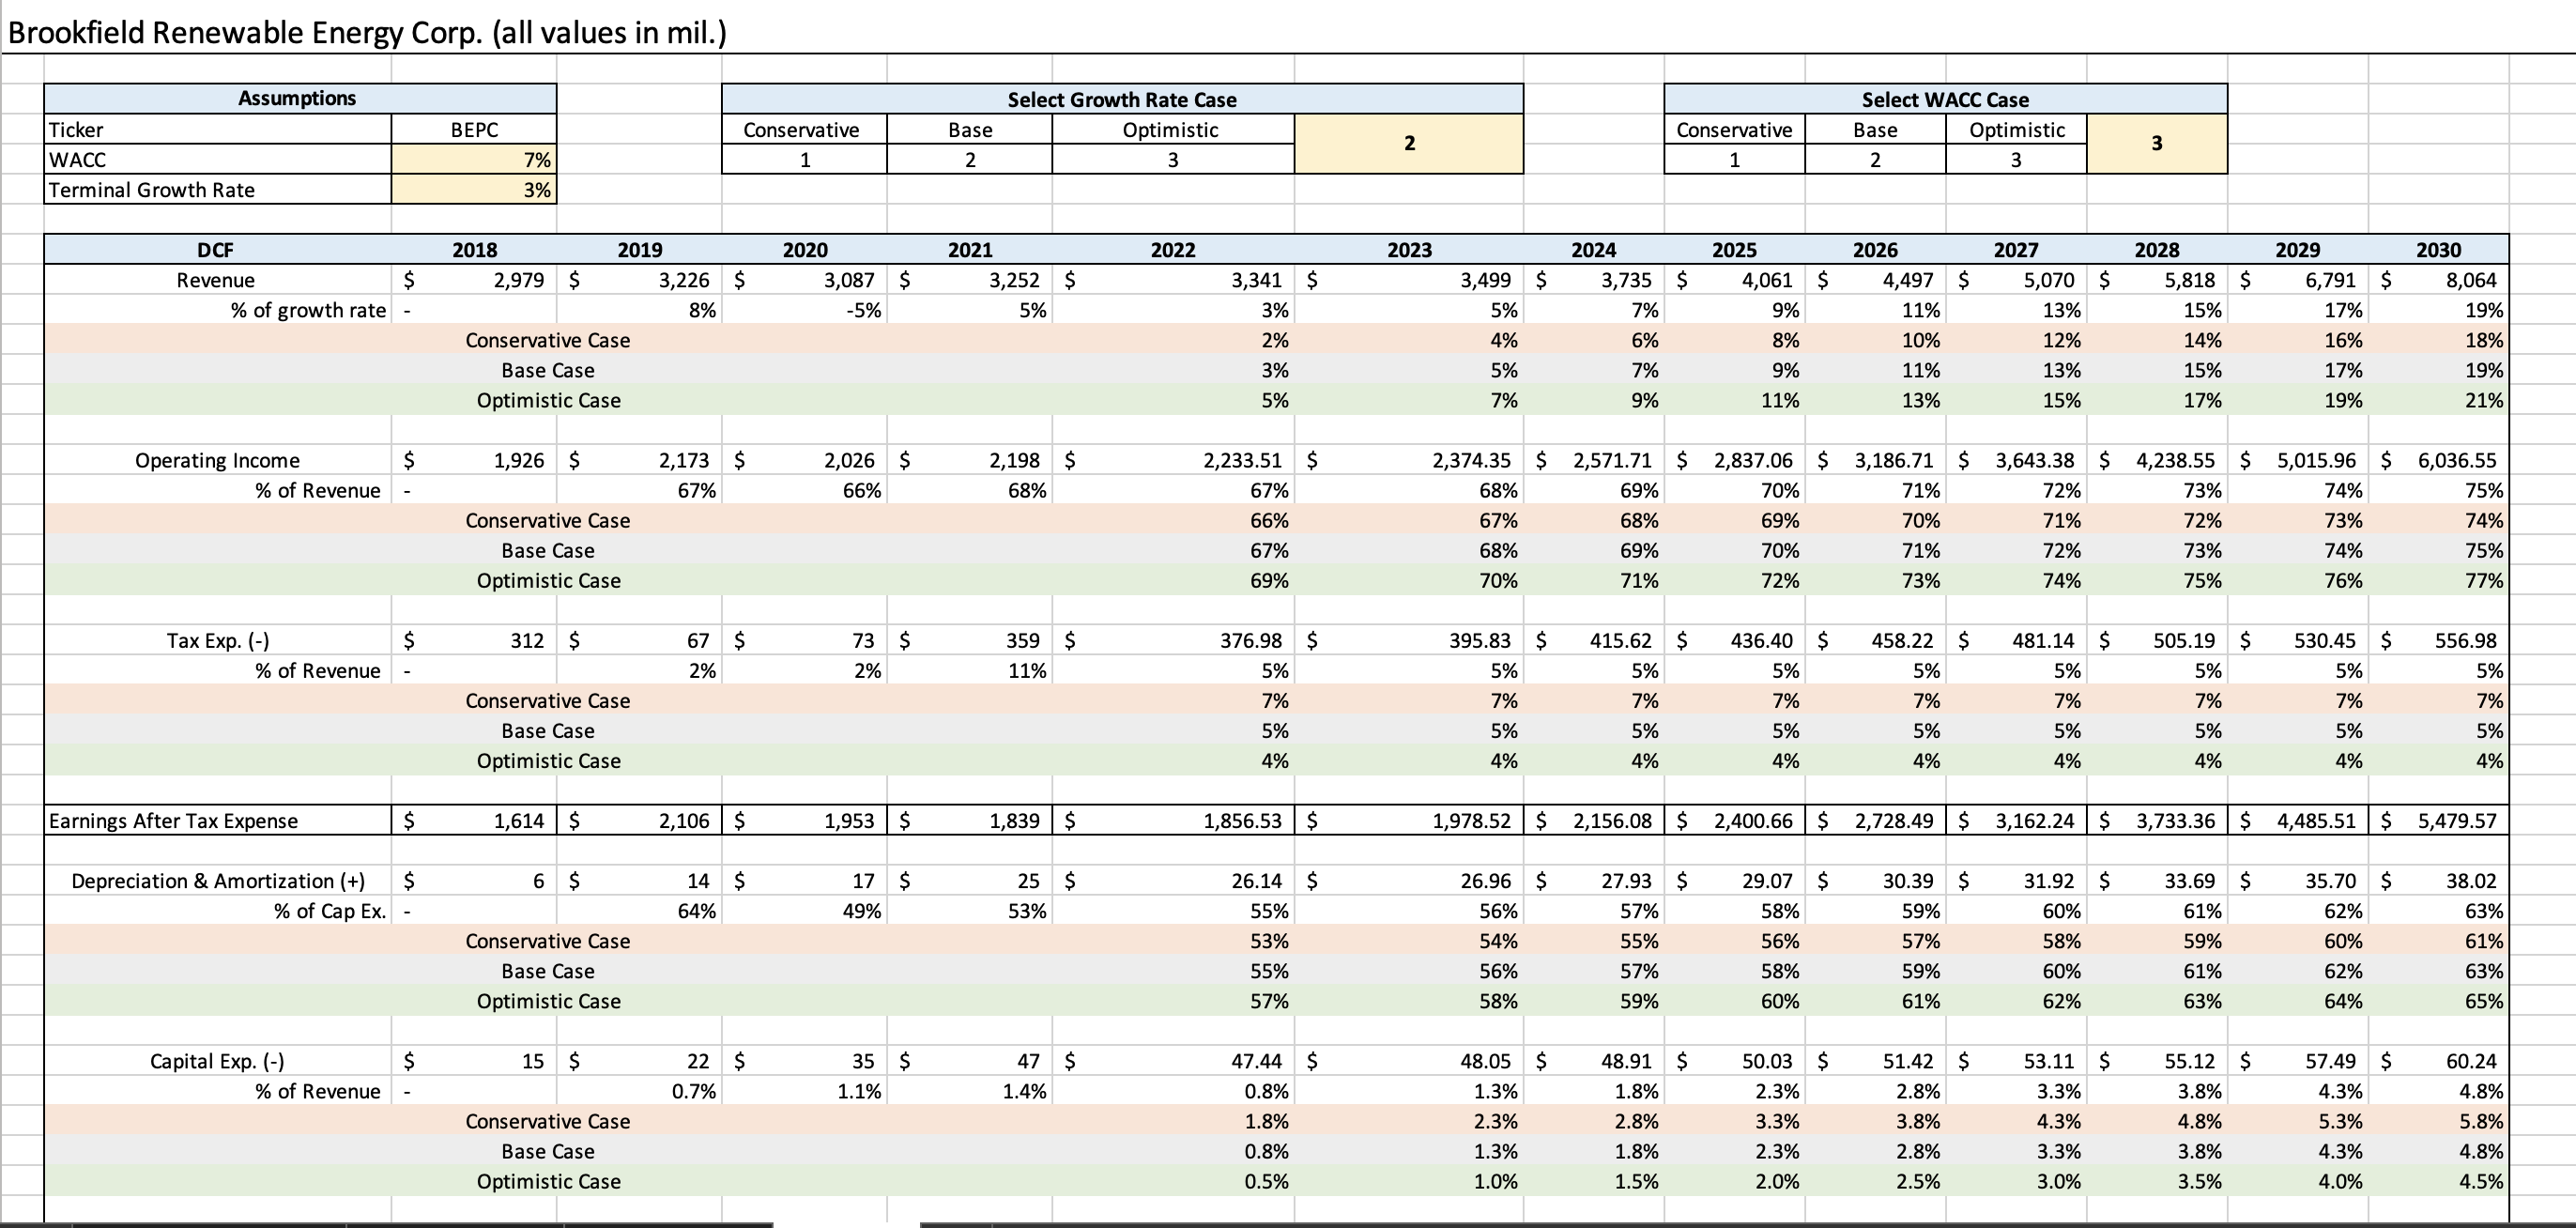 Brookfield Renewable Energy Corp. (all values in mil.)
Assumptions Select Growth Rate Case Select WACC Case
Ticker BEPC Conservative Base Optimistic 2 Conservative Base Optimistic 3
WACC 7% 1 2 3 1 2 3
Terminal Growth Rate 3%
DCF 2018 2019 2020 2021 2022 2023 2024 2025 2026 2027 2028 2029 2030
Revenue $ 2,979 $ 3,226 $ 3,087 $ 3,252 $ 3,341 $ 3,499 $ 3,735 $ 4,061 $ 4,497 $ 5,070 $ 5,818 $ 6,791 $ 8,064
% of growth rate - 8% -5% 5% 3% 5% 7% 9% 11% 13% 15% 17% 19%
Conservative Case 2% 4% 6% 8% 10% 12% 14% 16% 18%
Base Case 3% 5% 7% 9% 11% 13% 15% 17% 19%
Optimistic Case 5% 7% 9% 11% 13% 15% 17% 19% 21%
Operating Income $ 1,926 $ 2,173 $ 2,026 $ 2,198 $ 2,233.51 $ 2,374.35 $ 2,571.71 $ 2,837.06 $ 3,186.71 $ 3,643.38 $ 4,238.55 $ 5,015.96 $ 6,036.55
% of Revenue - 67% 66% 68% 67% 68% 69% 70% 71% 72% 73% 74% 75%
Conservative Case 66% 67% 68% 69% 70% 71% 72% 73% 74%
Base Case 67% 68% 69% 70% 71% 72% 73% 74% 75%
Optimistic Case 69% 70% 71% 72% 73% 74% 75% 76% 77%
Tax Exp. (-) $ 312 $ 67 $ 73 $ 359 $ 376.98 $ 395.83 $ 415.62 $ 436.40 $ 458.22 $ 481.14 $ 505.19 $ 530.45 $ 556.98
% of Revenue - 2% 2% 11% 5% 5% 5% 5% 5% 5% 5% 5% 5%
Conservative Case 7% 7% 7% 7% 7% 7% 7% 7% 7%
Base Case 5% 5% 5% 5% 5% 5% 5% 5% 5%
Optimistic Case 4% 4% 4% 4% 4% 4% 4% 4% 4%
Earnings After Tax Expense $ 1,614 $ 2,106 $ 1,953 $ 1,839 $ 1,856.53 $ 1,978.52 $ 2,156.08 $ 2,400.66 $ 2,728.49 $ 3,162.24 $ 3,733.36 $ 4,485.51 $ 5,479.57
Depreciation & Amortization (+) $ 6 $ 14 $ 17 $ 25 $ 26.14 $ 26.96 $ 27.93 $ 29.07 $ 30.39 $ 31.92 $ 33.69 $ 35.70 $ 38.02
% of Cap Ex. - 64% 49% 53% 55% 56% 57% 58% 59% 60% 61% 62% 63%
Conservative Case 53% 54% 55% 56% 57% 58% 59% 60% 61%
Base Case 55% 56% 57% 58% 59% 60% 61% 62% 63%
Optimistic Case 57% 58% 59% 60% 61% 62% 63% 64% 65%
Capital Exp. (-) $ 15 $ 22 $ 35 $ 47 $ 47.44 $ 48.05 $ 48.91 $ 50.03 $ 51.42 $ 53.11 $ 55.12 $ 57.49 $ 60.24
% of Revenue - 0.7% 1.1% 1.4% 0.8% 1.3% 1.8% 2.3% 2.8% 3.3% 3.8% 4.3% 4.8%
Conservative Case 1.8% 2.3% 2.8% 3.3% 3.8% 4.3% 4.8% 5.3% 5.8%
Base Case 0.8% 1.3% 1.8% 2.3% 2.8% 3.3% 3.8% 4.3% 4.8%
Optimistic Case 0.5% 1.0% 1.5% 2.0% 2.5% 3.0% 3.5% 4.0% 4.5%